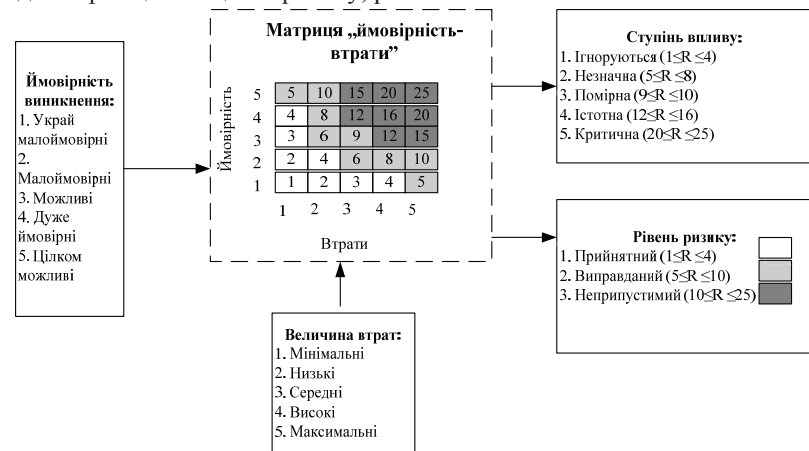 Ймовірність
виникнення:
1. Украй
малоймовірні
2.
Малоймовірні
3. Можливі
4. Дуже
ймовірні
5. Цілком
можливі
Матриця „ймовірність-
втрати”
Ймовірність
5 5 10 15 20 25
4 4 8 12 16 20
3 3 6 9 12 15
2 2 4 6 8 10
1 1 2 3 4 5
1 2 3 4 5
Втрати
Величина втрат:
1. Мінімальні
2. Низькі
3. Середні
4. Високі
5. Максимальні
Ступінь впливу:
1. Ігноруються (1≤R ≤4)
2. Незначна (5≤R ≤8)
3. Помірна (9≤R ≤10)
4. Істотна (12≤R ≤16)
5. Критична (20≤R ≤25)
Рівень ризику:
1. Прийнятний (1≤R ≤4)
2. Виправданий (5≤R ≤10)
3. Неприпустимий (10≤R ≤25)